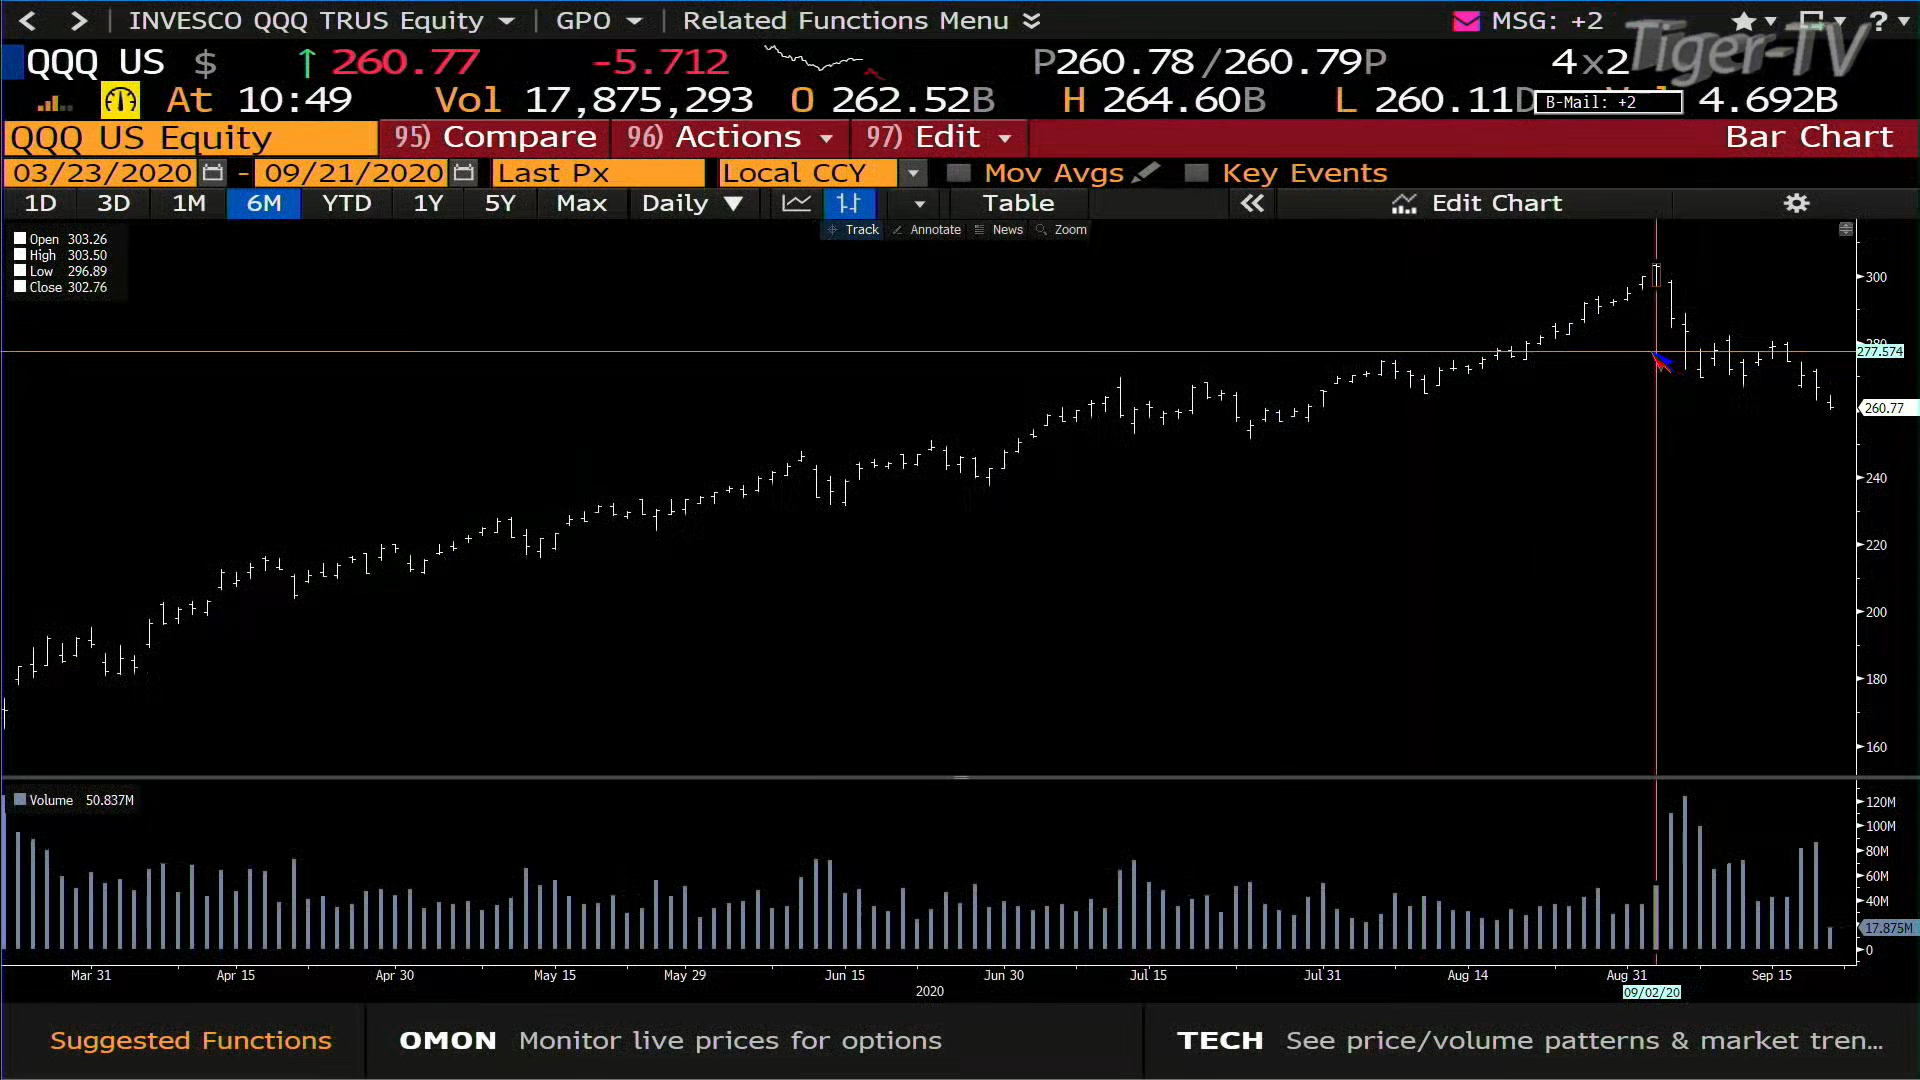 INVESCO QQQ TRUS Equity GPO Related Functions Menu MSG: +2 ?
Tiger-TV
QQQ US $ ↑ 260.77 -5.712 P260.78/260.79P 4x2
At 10:49 Vol 17,875,293 O 262.52B H 264.60B L 260.11D 4.692B
B-Mail: +2
QQQ US Equity 95) Compare 96) Actions 97) Edit Bar Chart
03/23/2020 - 09/21/2020 Last Px Local CCY Mov Avgs Key Events
1D 3D 1M 6M YTD 1Y 5Y Max Daily ▼ Table Edit Chart
Track Annotate News Zoom
Open 303.26
High 303.50
Low 296.89
Close 302.76
300
280
277.574
260.77
240
220
200
180
160
Volume 50.837M
120M
100M
80M
60M
40M
17.875M
0
Mar 31 Apr 15 Apr 30 May 15 May 29 Jun 15 Jun 30 Jul 15 Jul 31 Aug 14 Aug 31 Sep 15
2020
09/02/20
Suggested Functions OMON Monitor live prices for options TECH See price/volume patterns & market tren...